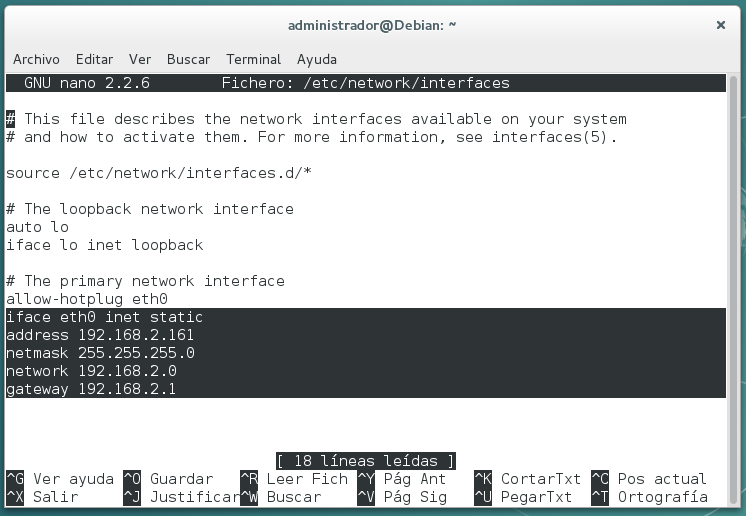 administrador@Debian: ~ ×
Archivo Editar Ver Buscar Terminal Ayuda
GNU nano 2.2.6 Fichero: /etc/network/interfaces
# This file describes the network interfaces available on your system
# and how to activate them. For more information, see interfaces(5).
source /etc/network/interfaces.d/*
# The loopback network interface
auto lo
iface lo inet loopback
# The primary network interface
allow-hotplug eth0
iface eth0 inet static
address 192.168.2.161
netmask 255.255.255.0
network 192.168.2.0
gateway 192.168.2.1
[ 18 líneas leídas ]
^G Ver ayuda ^O Guardar ^R Leer Fich ^Y Pág Ant ^K CortarTxt ^C Pos actual
^X Salir ^J Justificar ^W Buscar ^V Pág Sig ^U PegarTxt ^T Ortografía